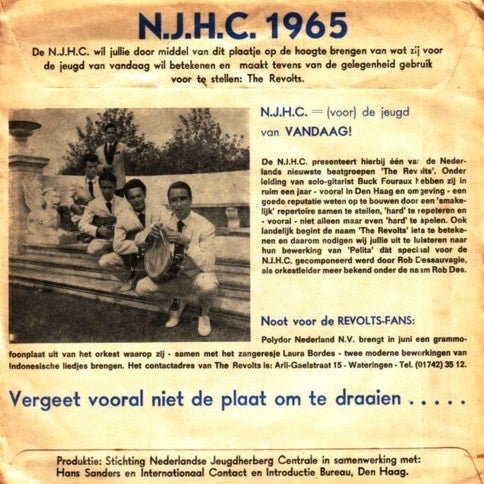 N.J.H.C. 1965
De N.J.H.C. wil jullie door middel van dit plaatje op de hoogte brengen van wat zij voor
de jeugd van vandaag wil betekenen en maakt tevens van de gelegenheid gebruik
voor te stellen: The Revolts.
N.J.H.C. = (voor) de jeugd
van VANDAAG!
De N.J.H.C. presenteert hierbij één van de Neder-
lands nieuwste beatgroepen 'The Revolts'. Onder
leiding van solo-gitarist Buck Fouraux hebben zij in
ruim een jaar - vooral in Den Haag en omgeving - een
goede reputatie weten op te bouwen door een 'smake-
lijk' repertoire samen te stellen, 'hard' te repeteren en
- vooral - niet alleen maar even 'hard' te spelen. Ook
landelijk begint de naam 'The Revolts' iets te beteke-
nen en daarom nodigen wij jullie uit te luisteren naar
hun bewerking van 'Pelita' dat speciaal voor de
N.J.H.C. gecomponeerd werd door Rob Dessauvagie,
als orkestleider meer bekend onder de naam Rob Des.
Noot voor de REVOLTS-FANS:
Polydor Nederland N.V. brengt in juni een grammo-
foonplaat uit van het orkest waarop zij - samen met het zangeresje Laura Bordes - twee moderne bewerkingen van
Indonesische liedjes brengen. Het contactadres van The Revolts is: Arli-Gaelstraat 15 - Wateringen - Tel. (01742) 35 12.
Vergeet vooral niet de plaat om te draaien . . . . .
Produktie: Stichting Nederlandse Jeugdherberg Centrale in samenwerking met:
Hans Sanders en Internationaal Contact en Introductie Bureau, Den Haag.